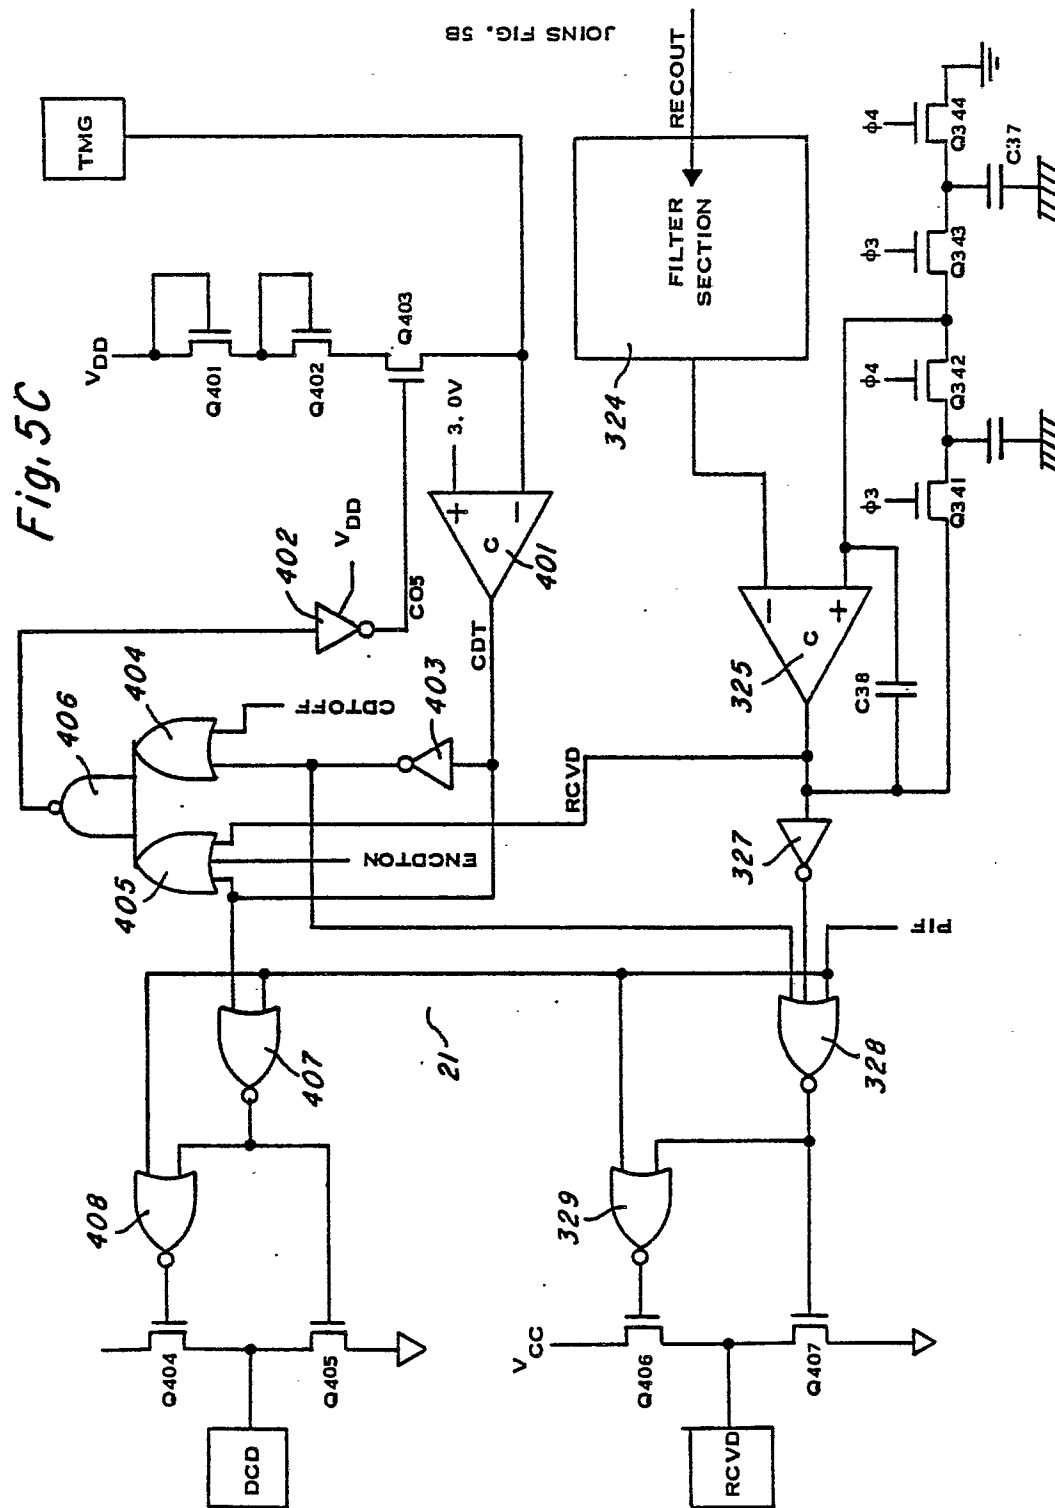 Fig. 5C
JOINS FIG. 5B
TMG
VDD
Q401
Q402
Q403
3.0V
402
VDD
CO5
+
−
C
401
CDT
406
404
CDTOFF
403
405
ENCDTON
RCVD
407
408
21
Q404
Q405
DCD
RECOUT
FILTER
SECTION
324
φ4
Q344
C37
φ3
Q343
φ4
Q342
φ3
Q341
−
+
C
325
C38
327
328
329
VCC
Q406
Q407
RCVD